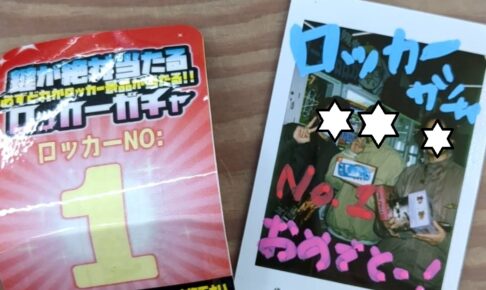 鍵が絶対当たる
必ずどれかロッカー景品が当たる!!
ロッカーガチャ
ロッカーNO:
1
ロッカー
ガチャ
No.1
おめでとー!